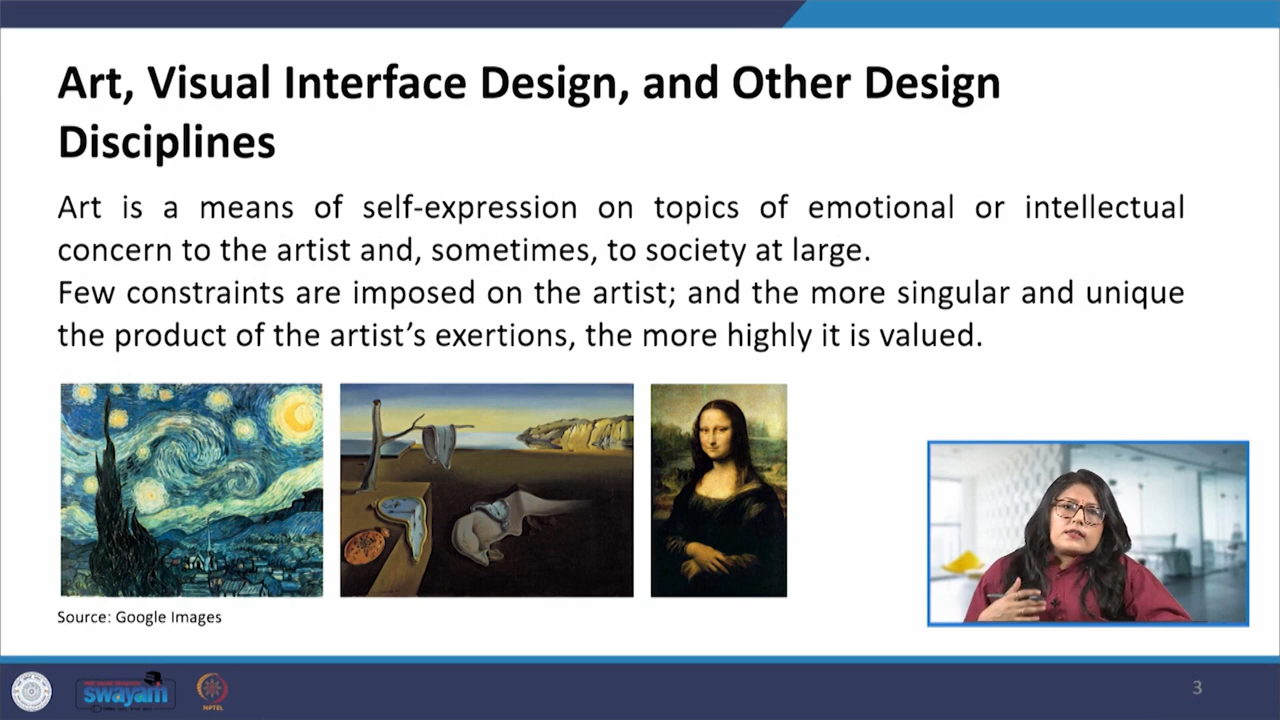 Art, Visual Interface Design, and Other Design
Disciplines
Art is a means of self-expression on topics of emotional or intellectual
concern to the artist and, sometimes, to society at large.
Few constraints are imposed on the artist; and the more singular and unique
the product of the artist’s exertions, the more highly it is valued.
Source: Google Images
swayam
NPTEL
3